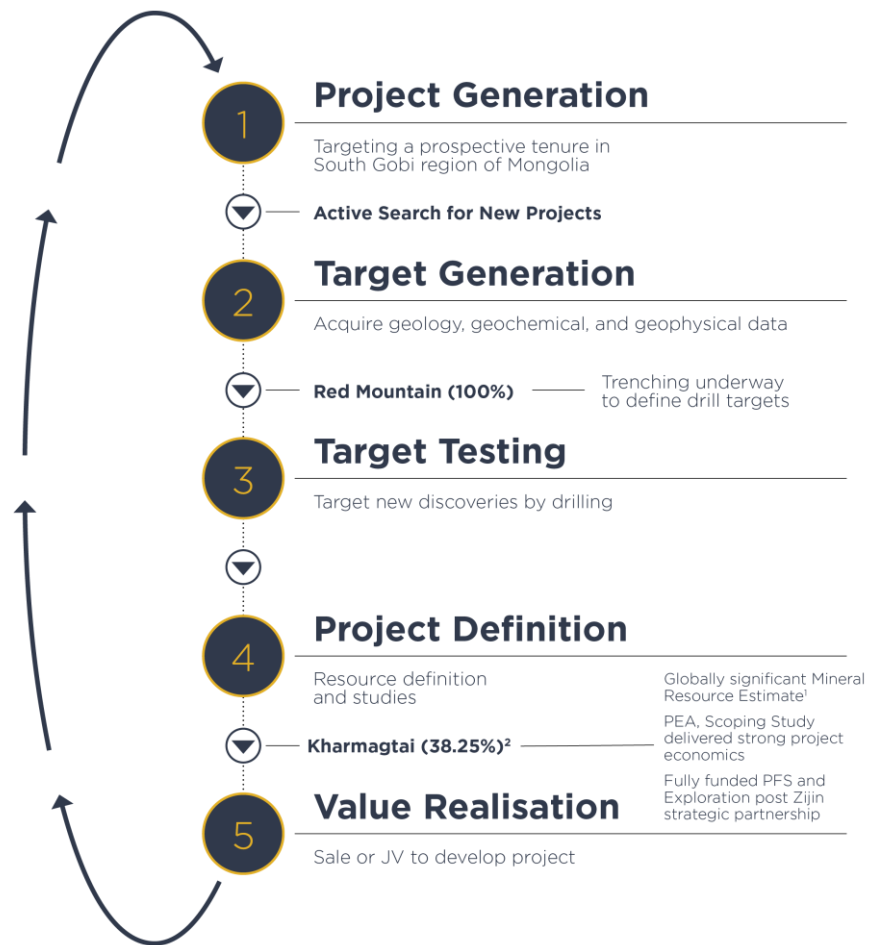 1
Project Generation
Targeting a prospective tenure in
South Gobi region of Mongolia
Active Search for New Projects
2
Target Generation
Acquire geology, geochemical, and geophysical data
Red Mountain (100%)
Trenching underway
to define drill targets
3
Target Testing
Target new discoveries by drilling
4
Project Definition
Resource definition
and studies
Globally significant Mineral
Resource Estimate¹
Kharmagtai (38.25%)²
PEA, Scoping Study
delivered strong project
economics
Fully funded PFS and
Exploration post Zijin
strategic partnership
5
Value Realisation
Sale or JV to develop project